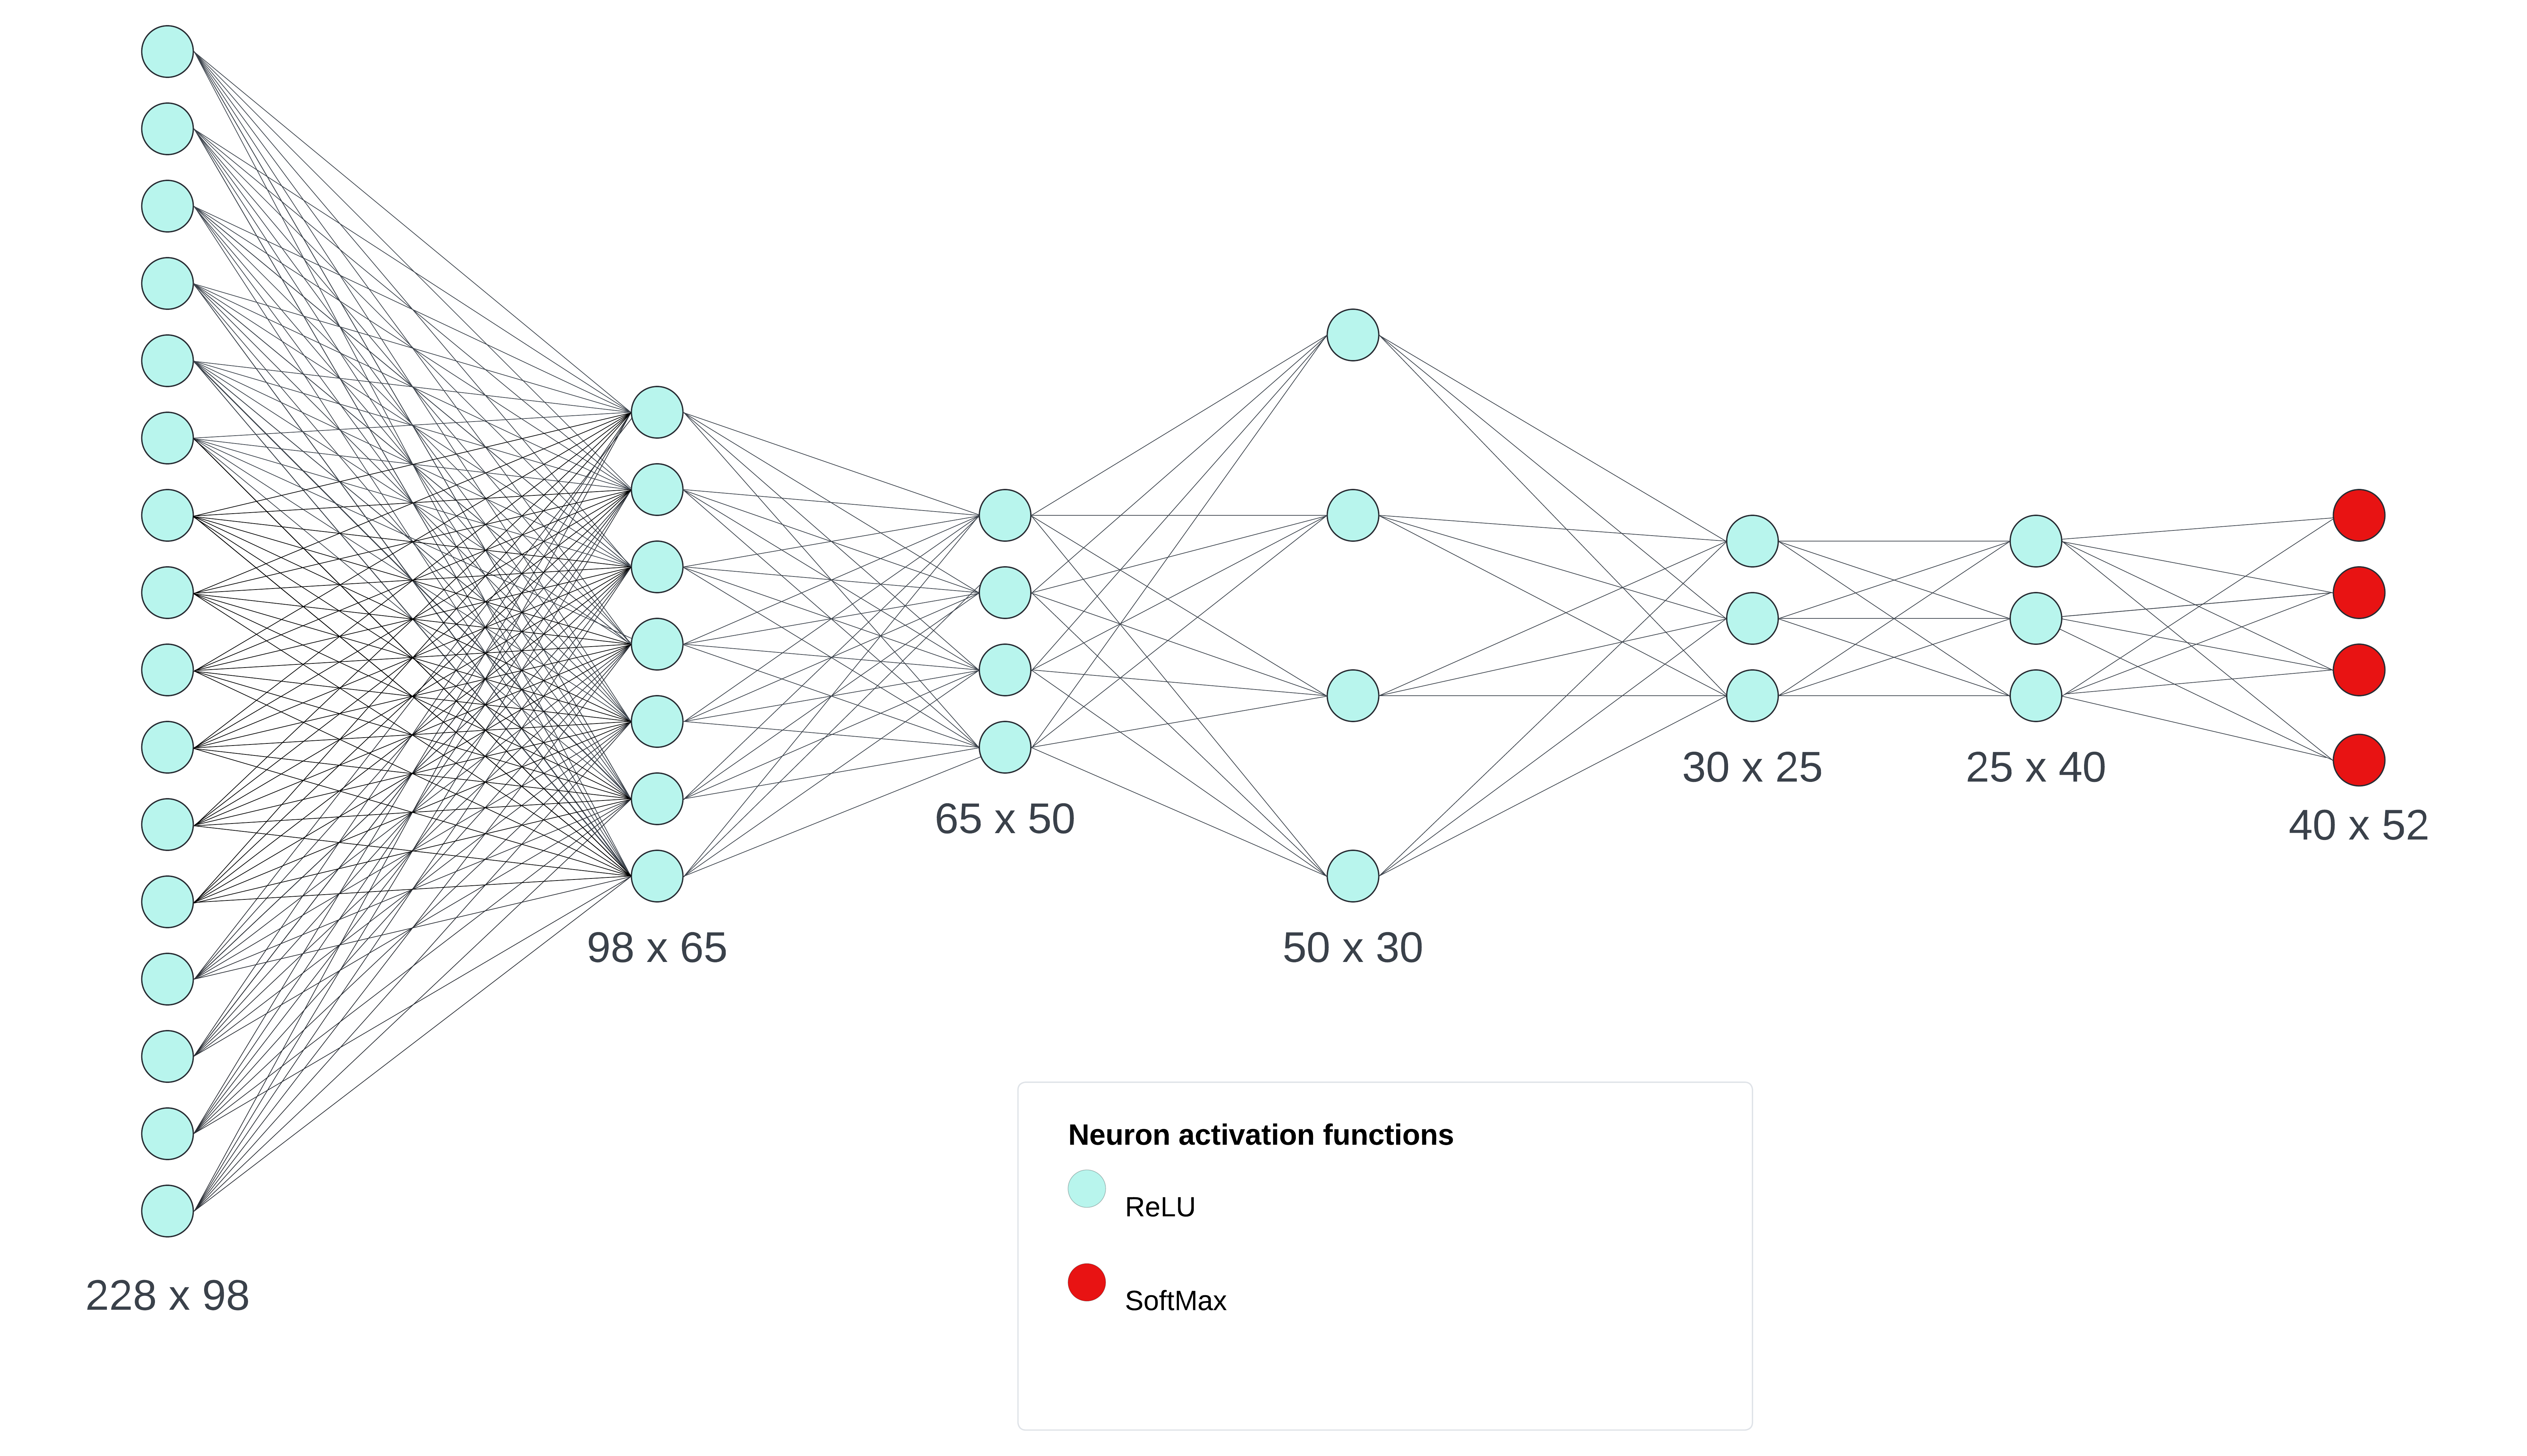 30 x 25
25 x 40
65 x 50
40 x 52
98 x 65
50 x 30
Neuron activation functions
ReLU
228 x 98
SoftMax